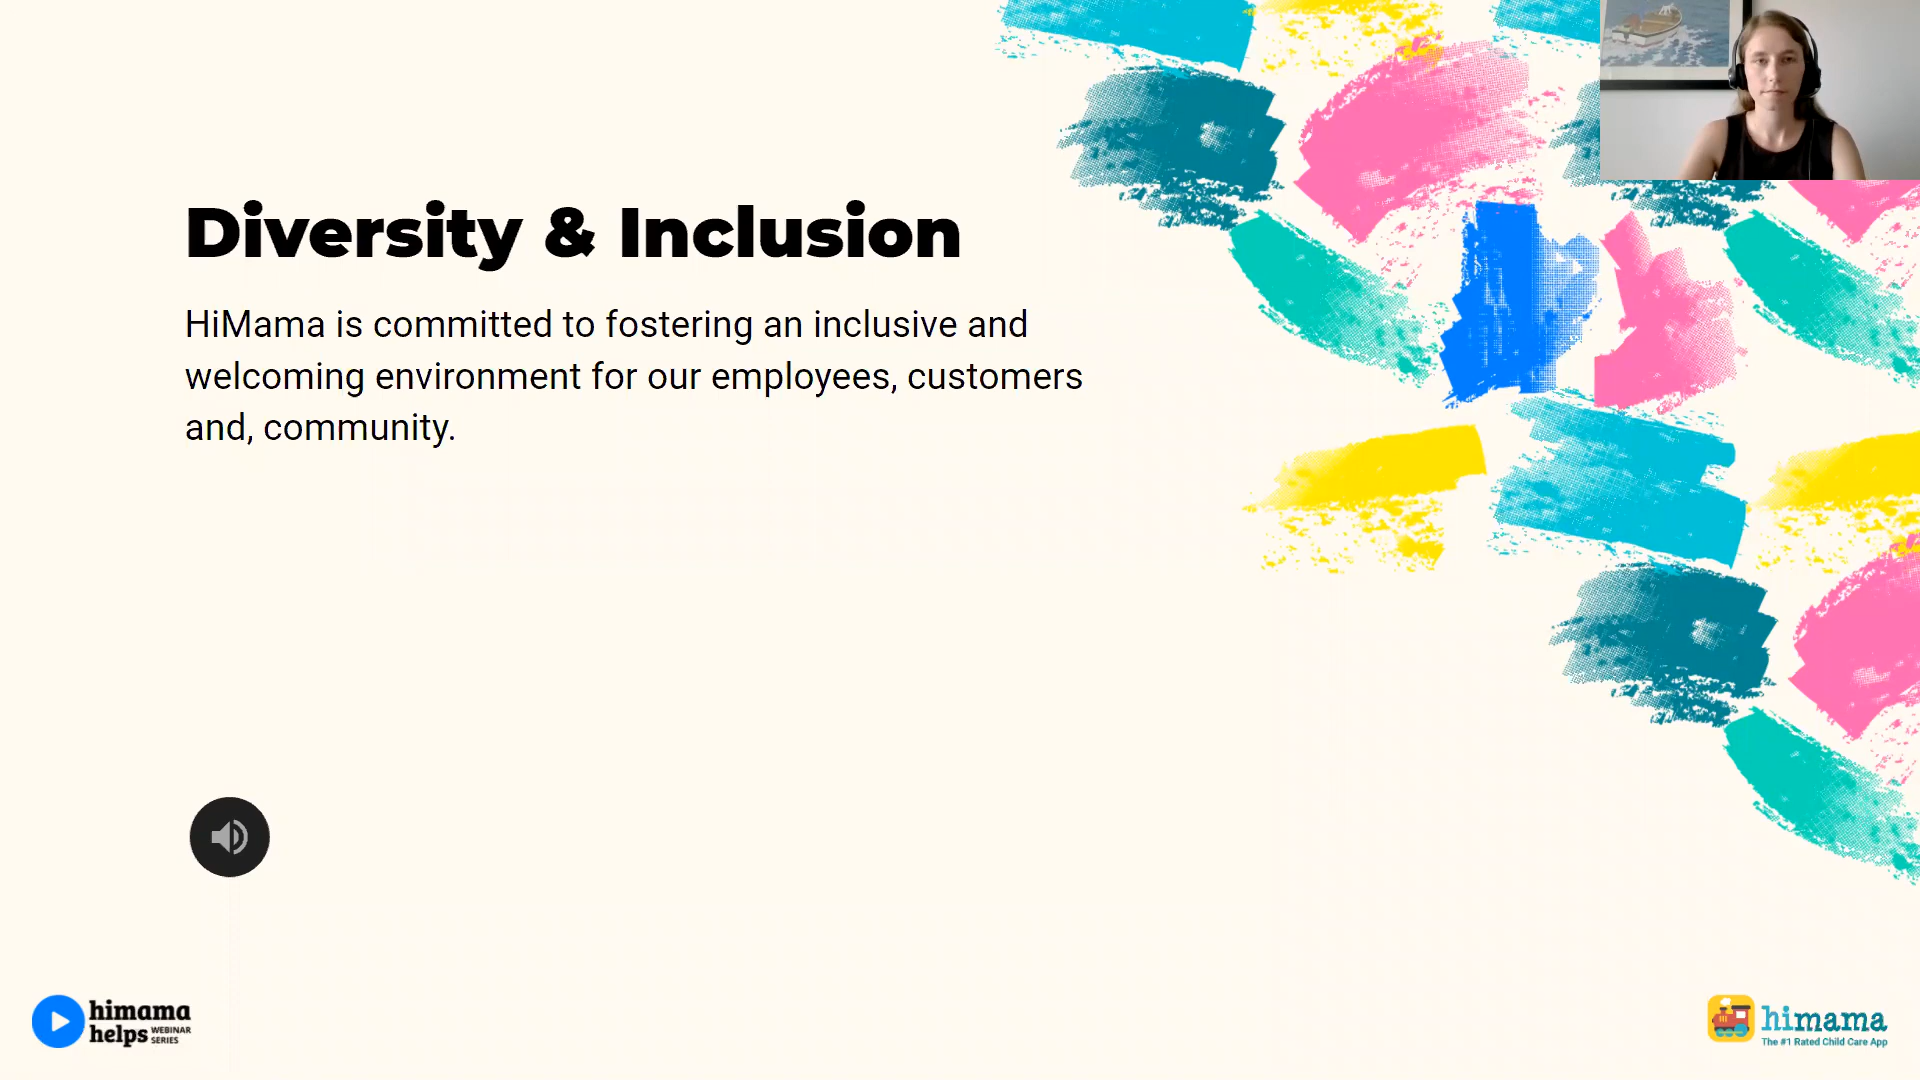 Diversity & Inclusion
HiMama is committed to fostering an inclusive and
welcoming environment for our employees, customers
and, community.
himama
helps WEBINAR
SERIES
himama
The #1 Rated Child Care App